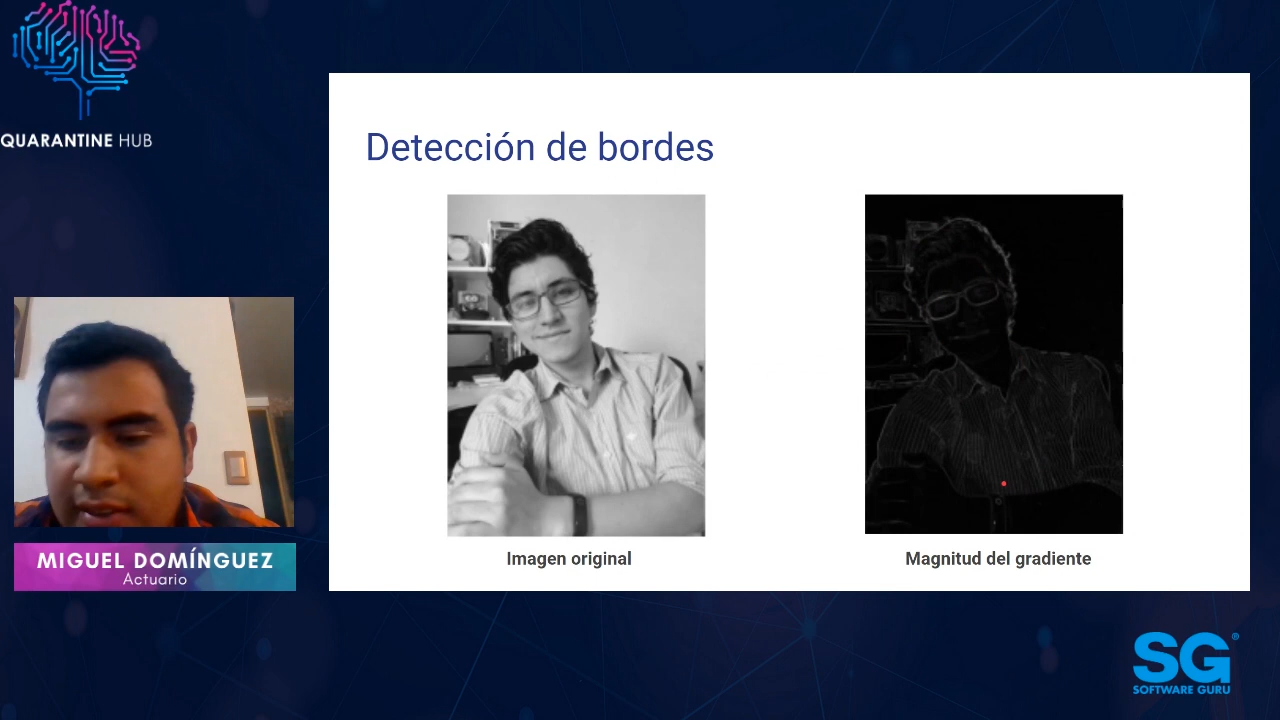 QUARANTINE HUB
Detección de bordes
Imagen original
Magnitud del gradiente
MIGUEL DOMÍNGUEZ
Actuario
SG®
SOFTWARE GURU